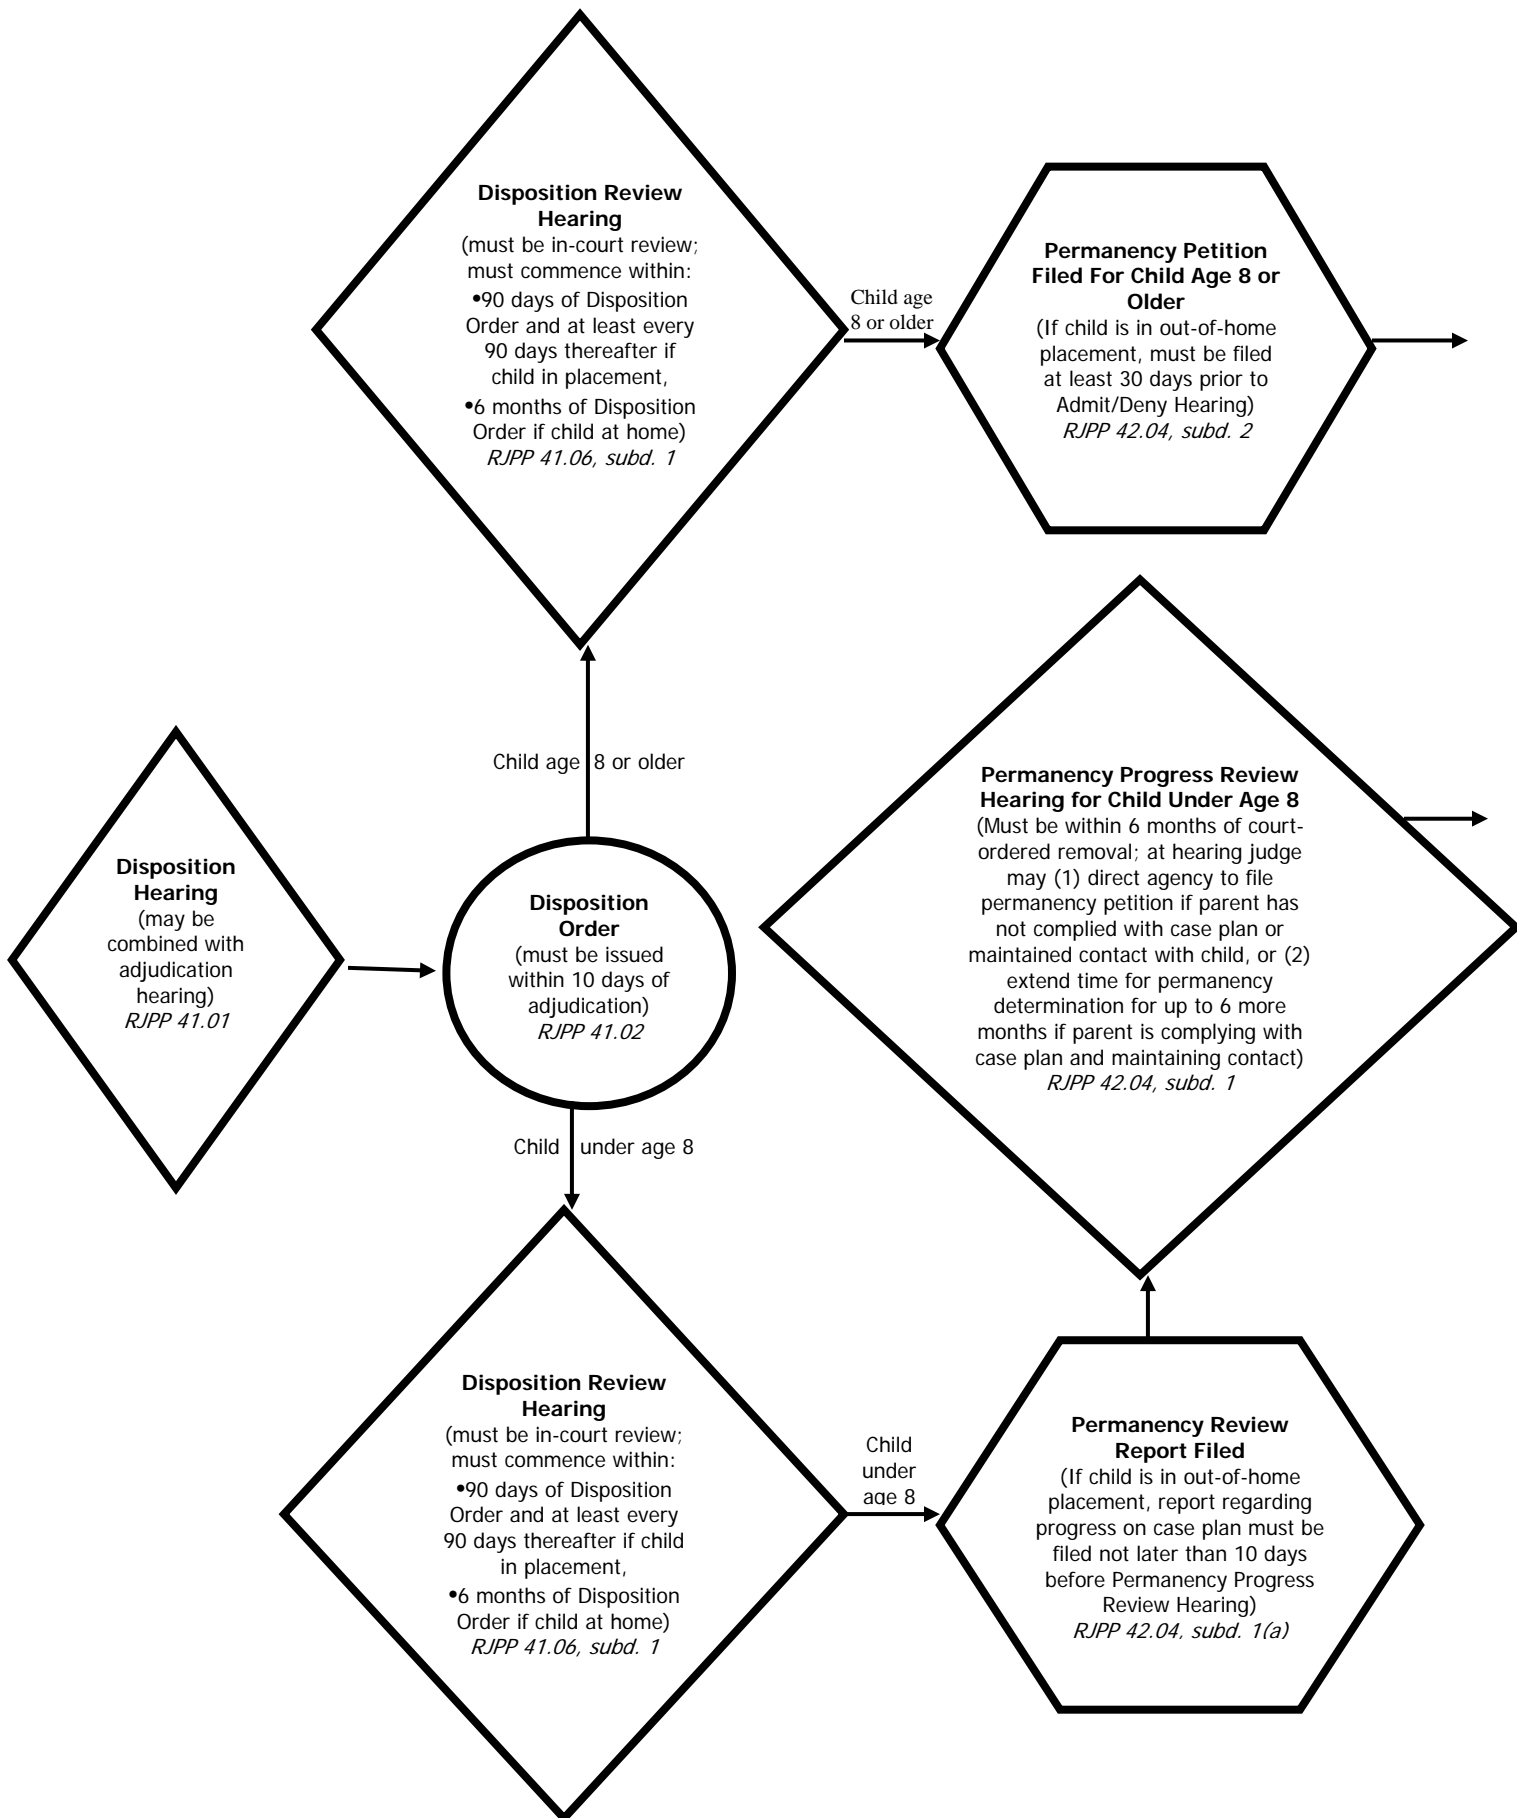 Disposition Review
Hearing
(must be in-court review;
must commence within:
•90 days of Disposition
Order and at least every
90 days thereafter if
child in placement,
•6 months of Disposition
Order if child at home)
RJPP 41.06, subd. 1
Child age
8 or older
Permanency Petition
Filed For Child Age 8 or
Older
(If child is in out-of-home
placement, must be filed
at least 30 days prior to
Admit/Deny Hearing)
RJPP 42.04, subd. 2
Child age 8 or older
Disposition
Hearing
(may be
combined with
adjudication
hearing)
RJPP 41.01
Disposition
Order
(must be issued
within 10 days of
adjudication)
RJPP 41.02
Permanency Progress Review
Hearing for Child Under Age 8
(Must be within 6 months of court-
ordered removal; at hearing judge
may (1) direct agency to file
permanency petition if parent has
not complied with case plan or
maintained contact with child, or (2)
extend time for permanency
determination for up to 6 more
months if parent is complying with
case plan and maintaining contact)
RJPP 42.04, subd. 1
Child under age 8
Disposition Review
Hearing
(must be in-court review;
must commence within:
•90 days of Disposition
Order and at least every
90 days thereafter if child
in placement,
•6 months of Disposition
Order if child at home)
RJPP 41.06, subd. 1
Child
under
age 8
Permanency Review
Report Filed
(If child is in out-of-home
placement, report regarding
progress on case plan must be
filed not later than 10 days
before Permanency Progress
Review Hearing)
RJPP 42.04, subd. 1(a)